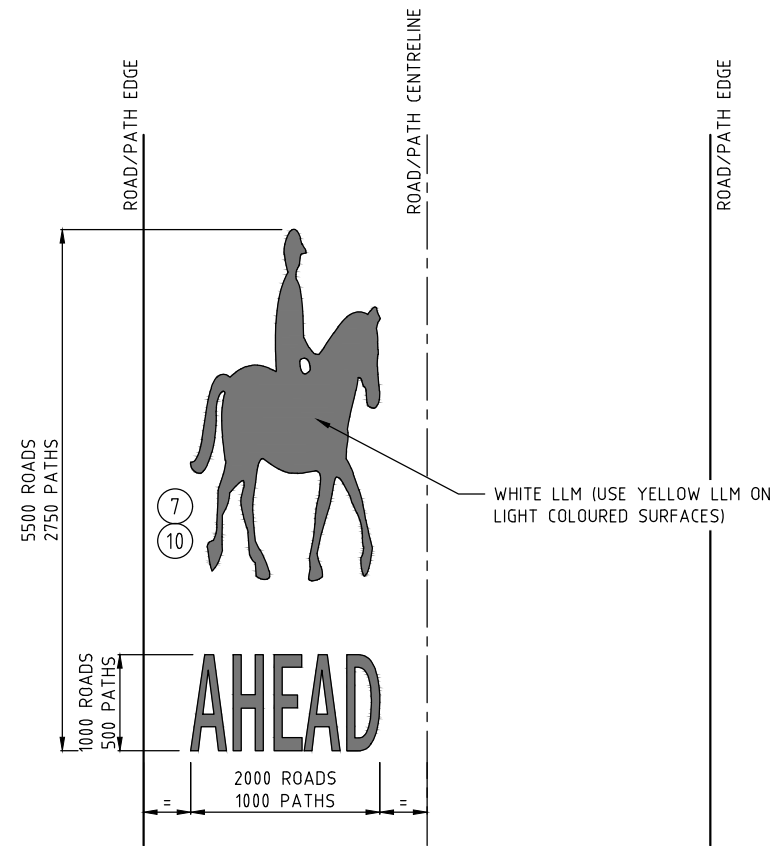 ROAD/PATH EDGE
ROAD/PATH CENTRELINE
ROAD/PATH EDGE
5500 ROADS
2750 PATHS
7
10
WHITE LLM (USE YELLOW LLM ON
LIGHT COLOURED SURFACES)
1000 ROADS
500 PATHS
AHEAD
2000 ROADS
1000 PATHS
=
=